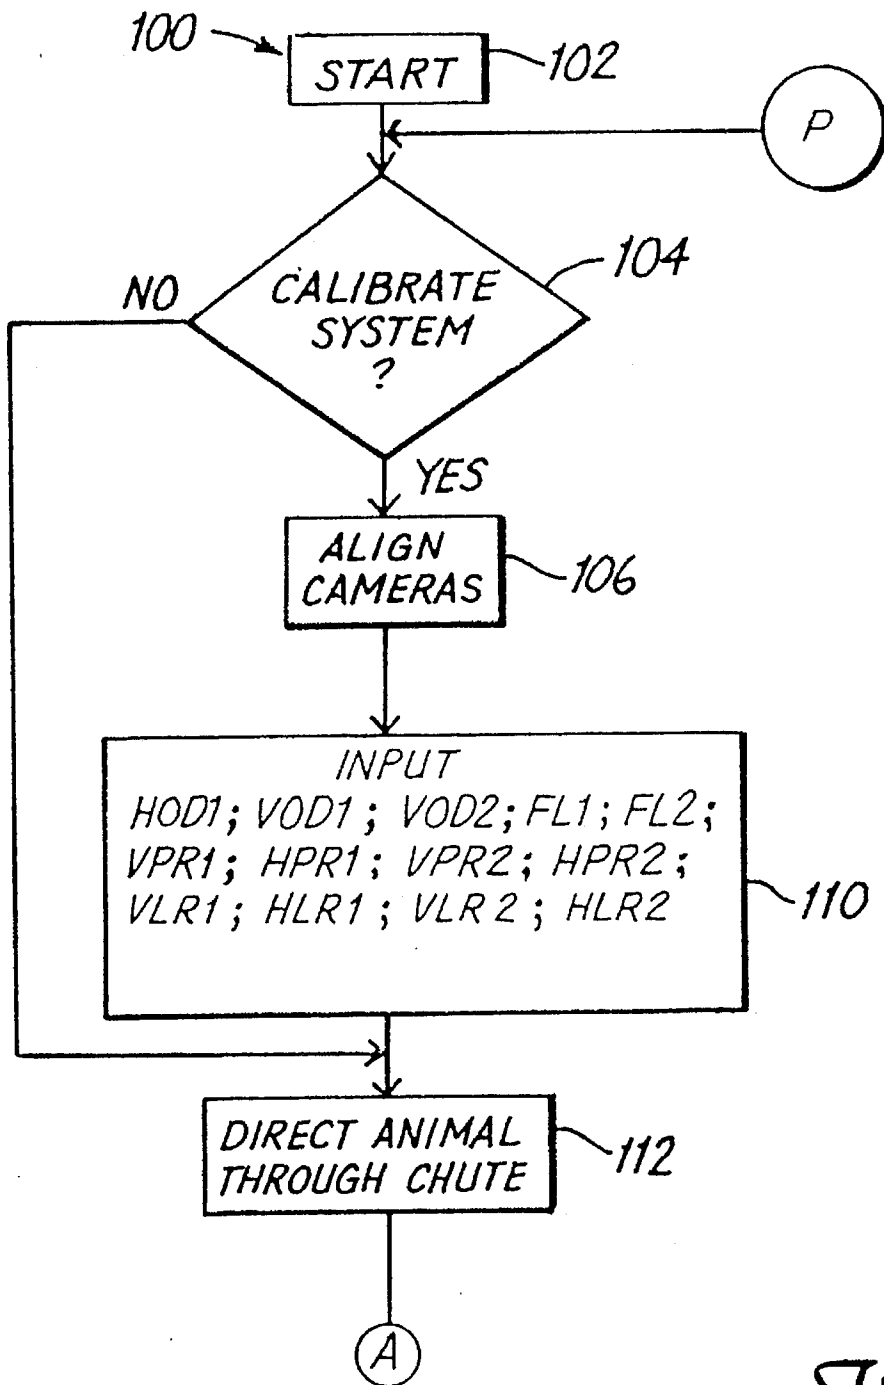 100
START
102
P
104
NO
CALIBRATE
SYSTEM
?
YES
ALIGN
CAMERAS
106
INPUT
HOD1; VOD1; VOD2; FL1; FL2;
VPR1; HPR1; VPR2; HPR2;
VLR1; HLR1; VLR2; HLR2
110
DIRECT ANIMAL
THROUGH CHUTE
112
A